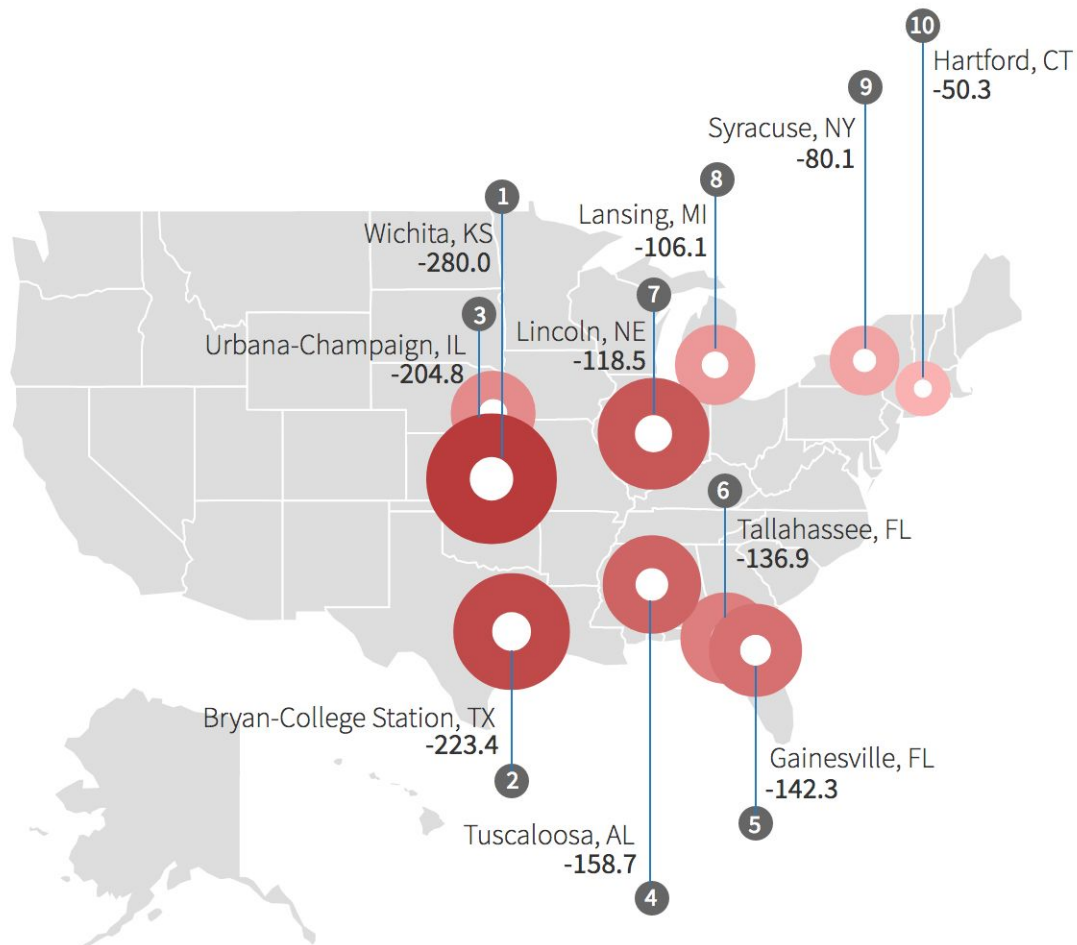 10
Hartford, CT
-50.3
9
Syracuse, NY
-80.1
8
Lansing, MI
-106.1
1
Wichita, KS
-280.0
7
Lincoln, NE
-118.5
3
Urbana-Champaign, IL
-204.8
6
Tallahassee, FL
-136.9
Bryan-College Station, TX
-223.4
2
Gainesville, FL
-142.3
5
Tuscaloosa, AL
-158.7
4